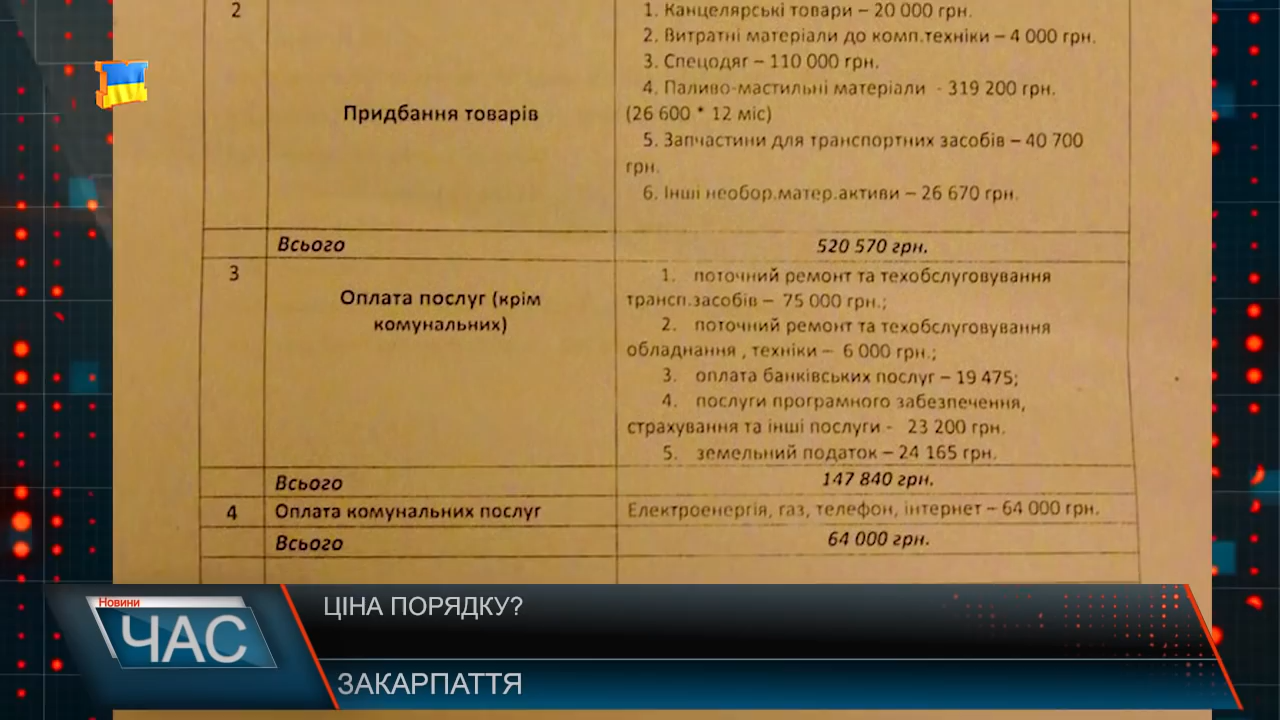 2
1. Канцелярські товари – 20 000 грн.
2. Витратні матеріали до комп.техніки – 4 000 грн.
3. Спецодяг – 110 000 грн.
4. Паливо-мастильні матеріали - 319 200 грн.
Придбання товарів
(26 600 * 12 міс)
5. Запчастини для транспортних засобів – 40 700
грн.
6. Інші необор.матер.активи – 26 670 грн.
Всього 520 570 грн.
3
1. поточний ремонт та техобслуговування
Оплата послуг (крім
трансп.засобів – 75 000 грн.;
комунальних)
2. поточний ремонт та техобслуговування
обладнання , техніки – 6 000 грн.;
3. оплата банківських послуг – 19 475;
4. послуги програмного забезпечення,
страхування та інші послуги - 23 200 грн.
5. земельний податок – 24 165 грн.
Всього 147 840 грн.
4 Оплата комунальних послуг Електроенергія, газ, телефон, інтернет – 64 000 грн.
Всього 64 000 грн.
Новини
ЧАС
ЦІНА ПОРЯДКУ?
ЗАКАРПАТТЯ